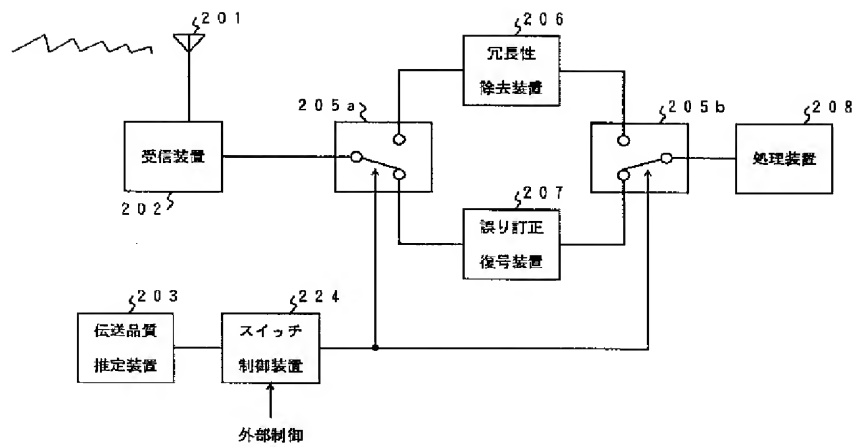 201
206
冗長性
除去装置
205a
205b
208
受信装置
処理装置
202
207
誤り訂正
復号装置
203
224
伝送品質
推定装置
スイッチ
制御装置
外部制御